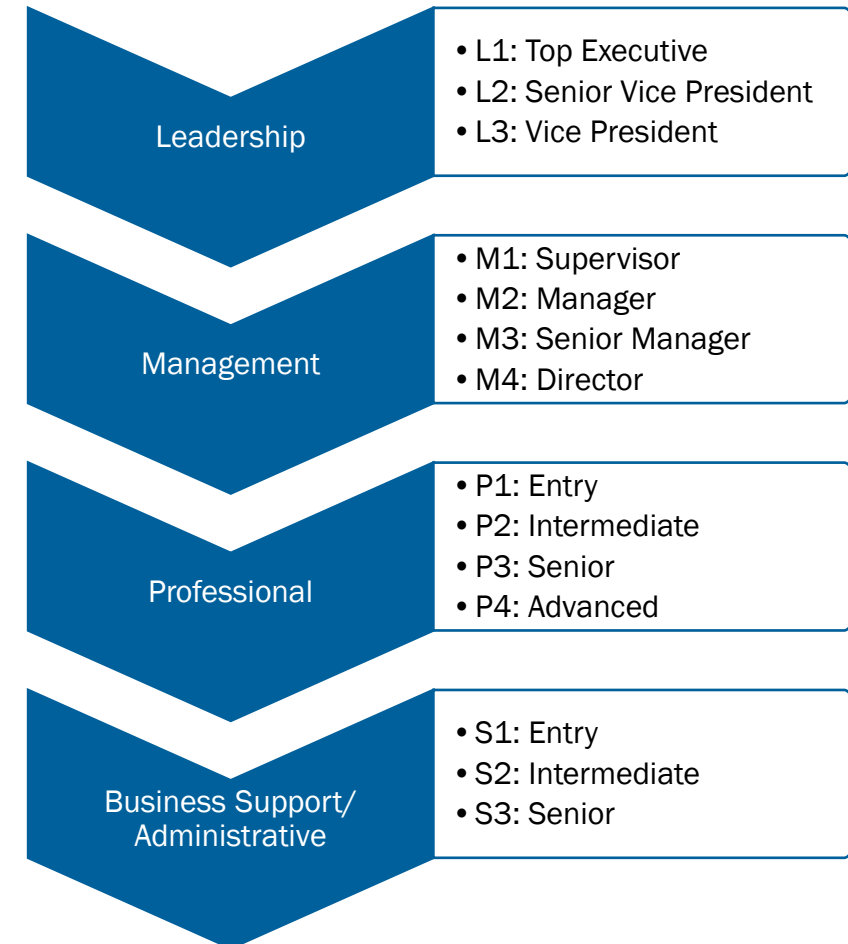 Leadership
• L1: Top Executive
• L2: Senior Vice President
• L3: Vice President
Management
• M1: Supervisor
• M2: Manager
• M3: Senior Manager
• M4: Director
Professional
• P1: Entry
• P2: Intermediate
• P3: Senior
• P4: Advanced
Business Support/
Administrative
• S1: Entry
• S2: Intermediate
• S3: Senior